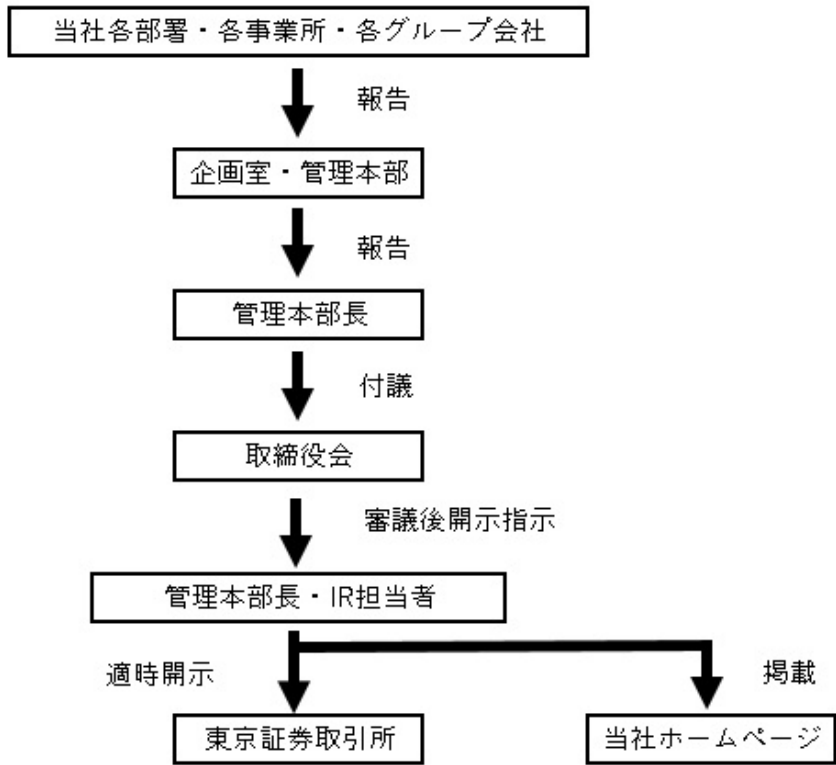 当社各部署・各事業所・各グループ会社
報告
企画室・管理本部
報告
管理本部長
付議
取締役会
審議後開示指示
管理本部長・IR担当者
適時開示
掲載
東京証券取引所
当社ホームページ